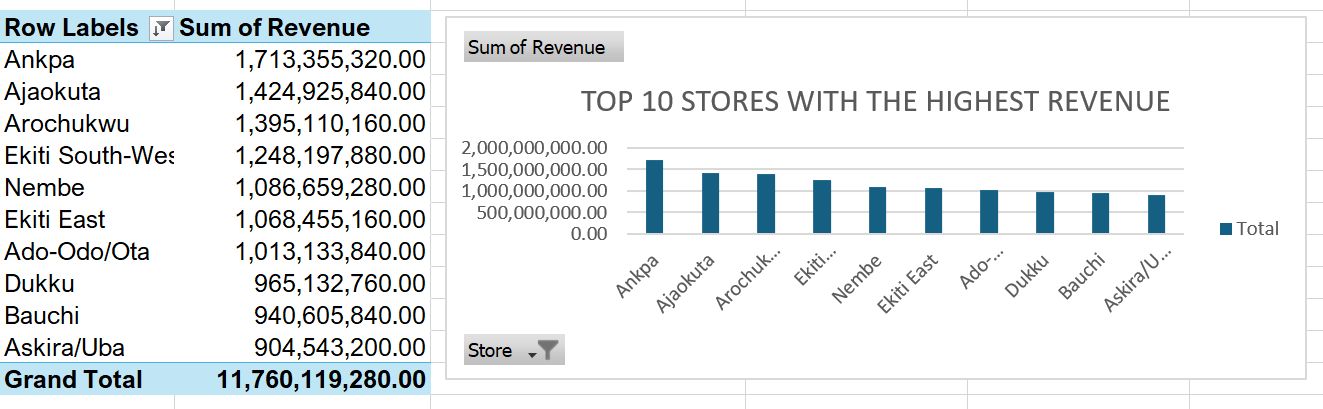 Row Labels Sum of Revenue
Ankpa 1,713,355,320.00
Ajaokuta 1,424,925,840.00
Arochukwu 1,395,110,160.00
Ekiti South-Wes 1,248,197,880.00
Nembe 1,086,659,280.00
Ekiti East 1,068,455,160.00
Ado-Odo/Ota 1,013,133,840.00
Dukku 965,132,760.00
Bauchi 940,605,840.00
Askira/Uba 904,543,200.00
Grand Total 11,760,119,280.00
Sum of Revenue
TOP 10 STORES WITH THE HIGHEST REVENUE
2,000,000,000.00
1,500,000,000.00
1,000,000,000.00
500,000,000.00
0.00
Ankpa
Ajaokuta
Arochuk...
Ekiti...
Nembe
Ekiti East
Ado-...
Dukku
Bauchi
Askira/U...
Total
Store